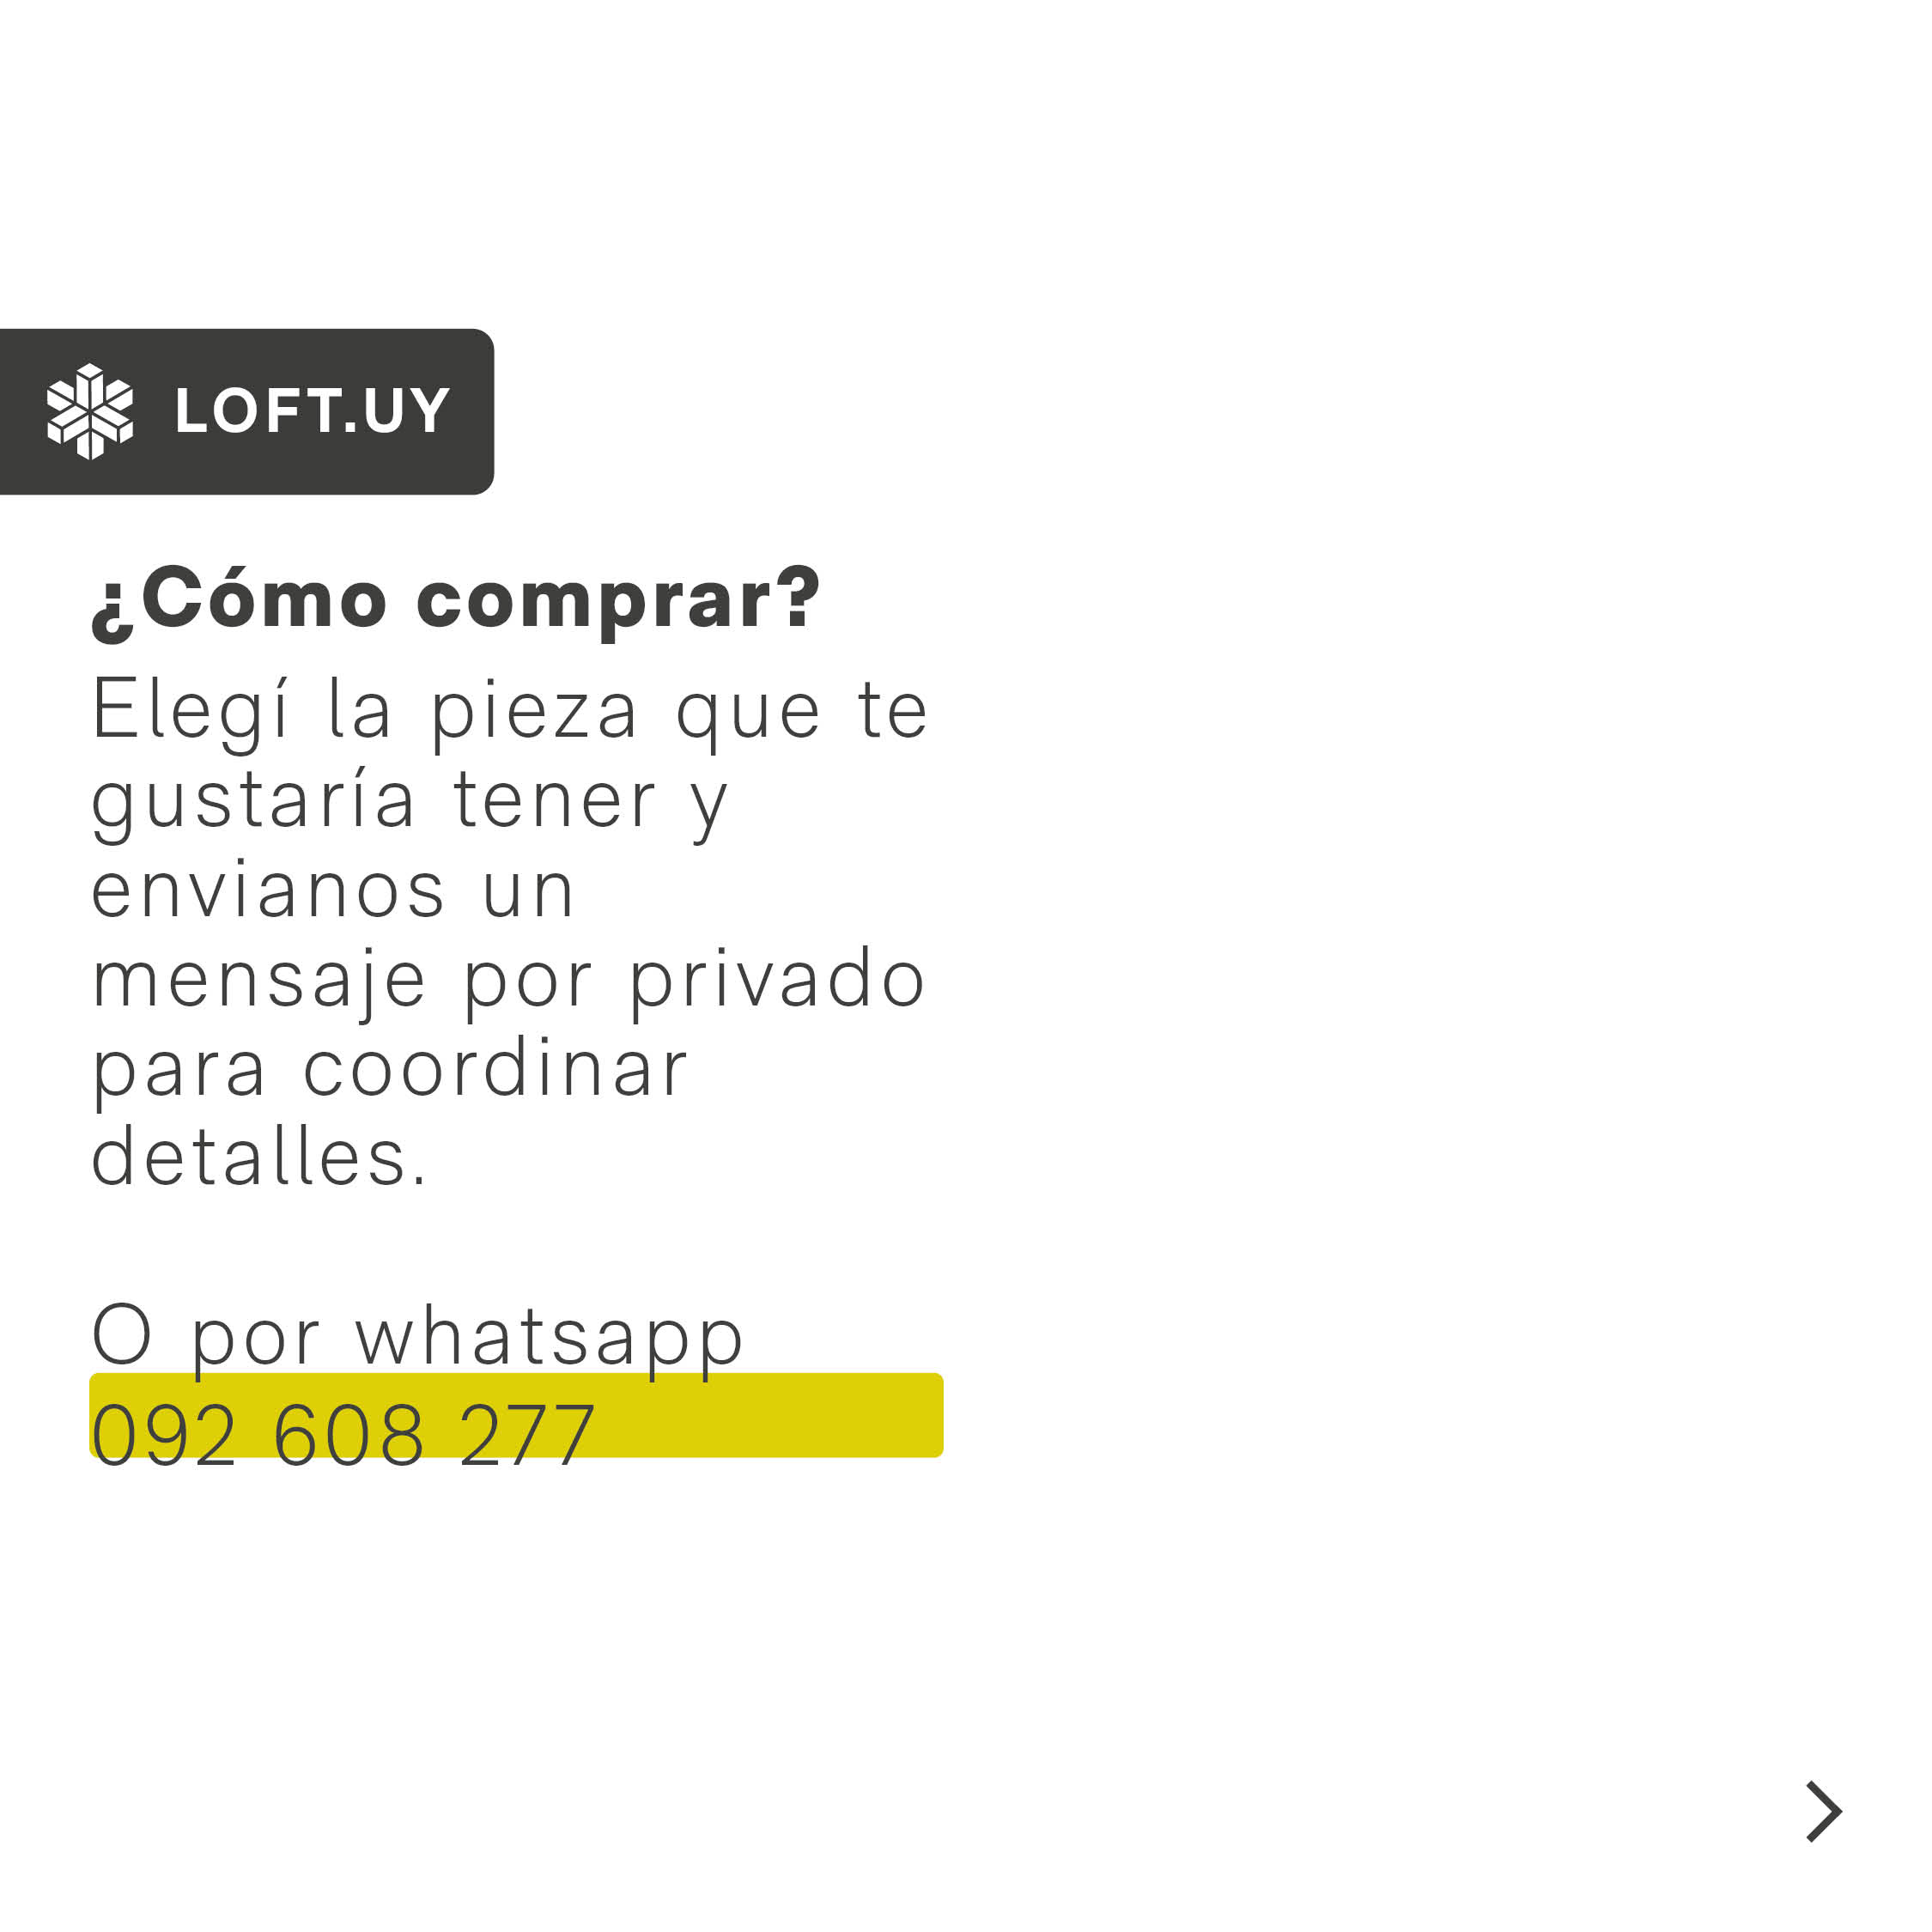 LOFT.UY
¿Cómo comprar?
Elegí la pieza que te
gustaría tener y
envianos un
mensaje por privado
para coordinar
detalles.
O por whatsapp
092 608 277